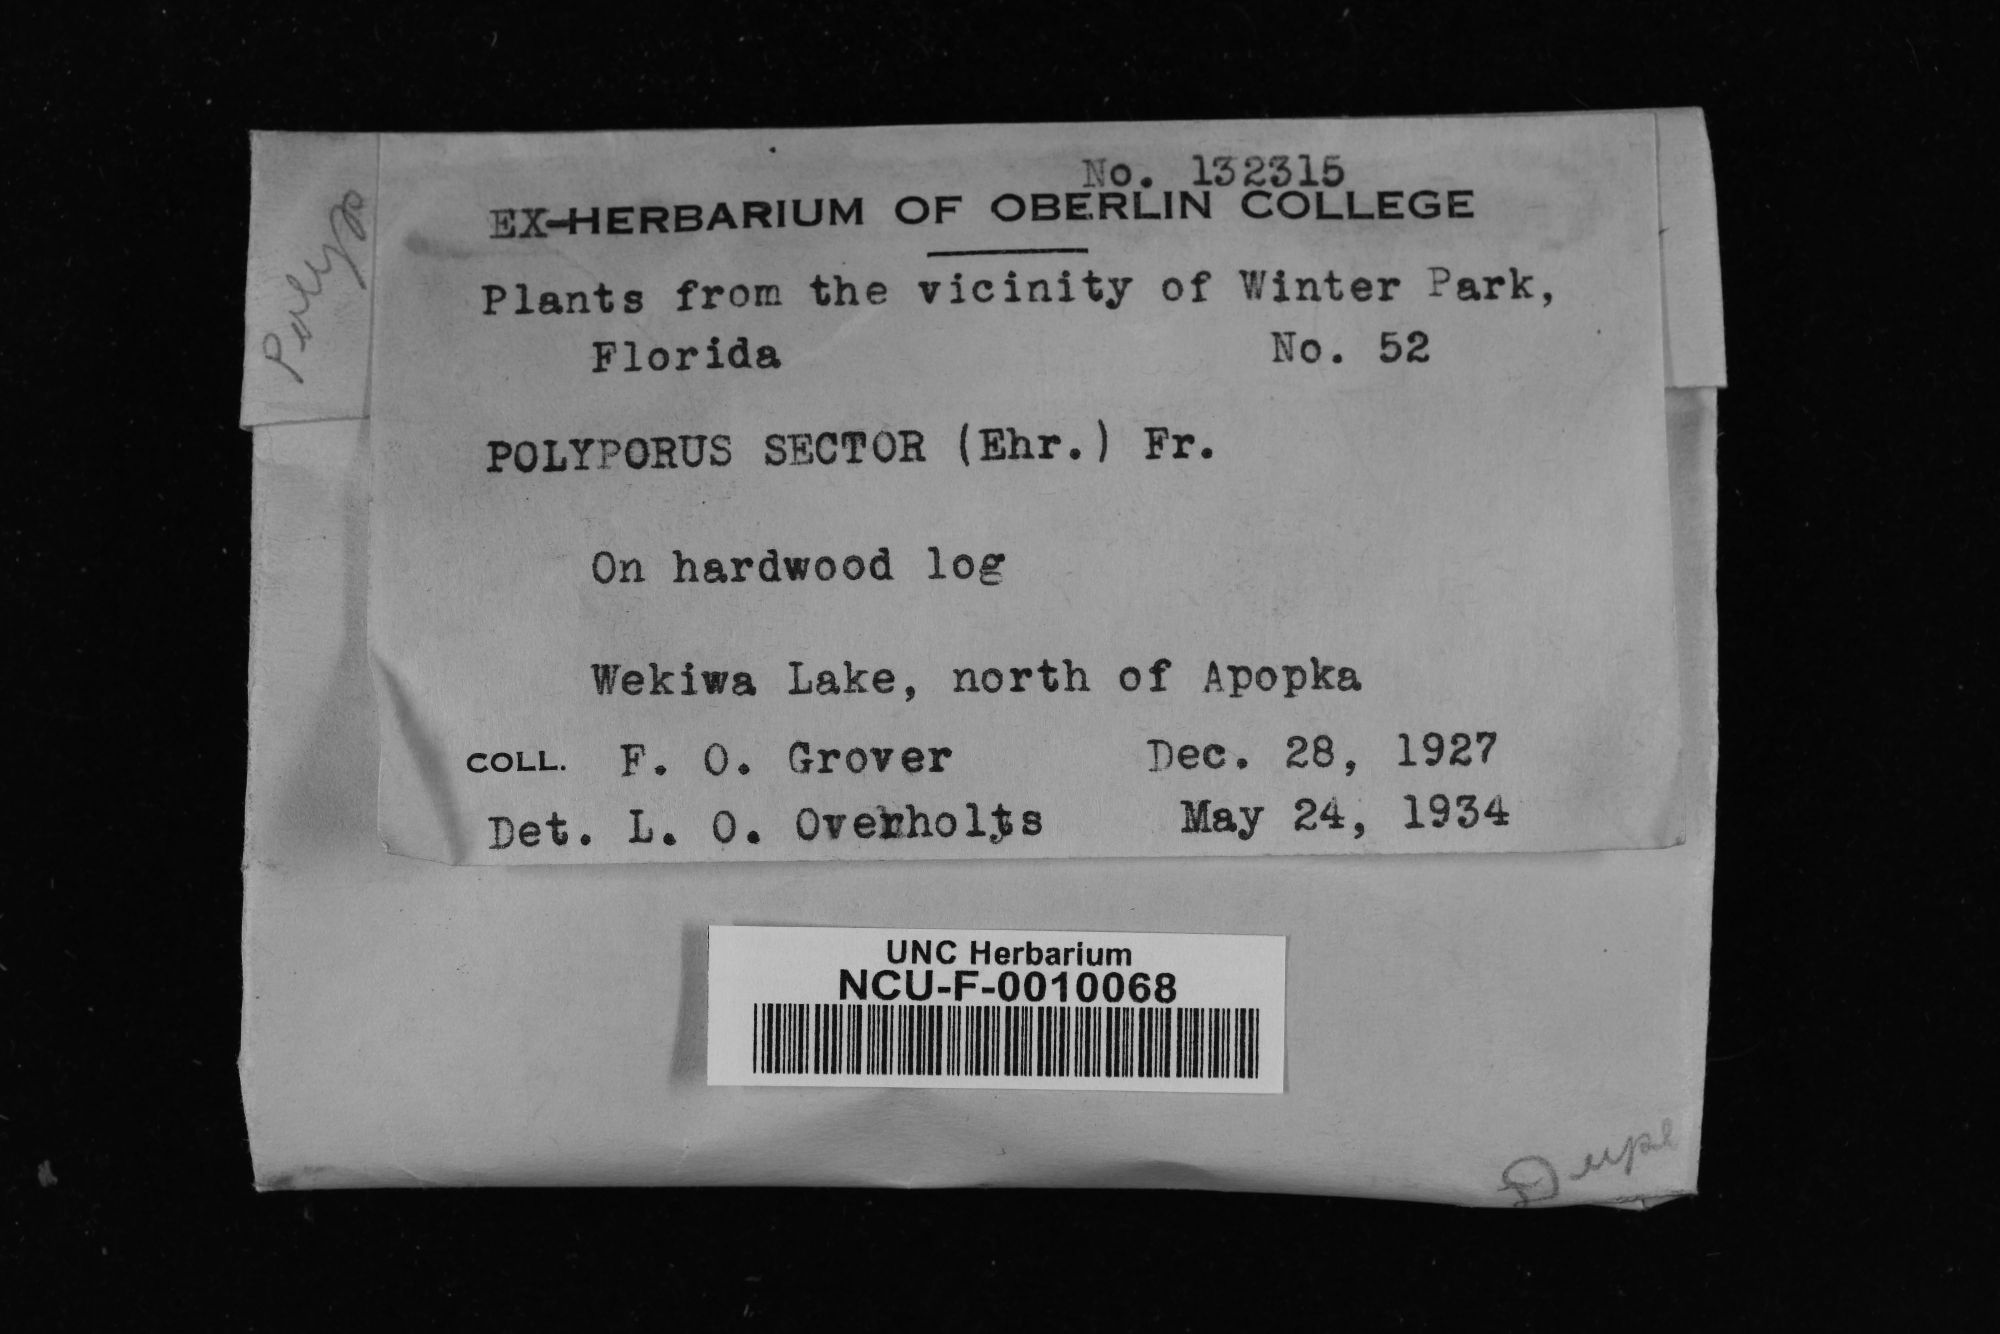 Polyp
No. 132315
EX-HERBARIUM OF OBERLIN COLLEGE
Plants from the vicinity of Winter Park,
Florida No. 52
POLYPORUS SECTOR (Ehr.) Fr.
On hardwood log
Wekiwa Lake, north of Apopka
COLL. F. O. Grover Dec. 28, 1927
Det. L. O. Overholts May 24, 1934
UNC Herbarium
NCU-F-0010068
Dupl